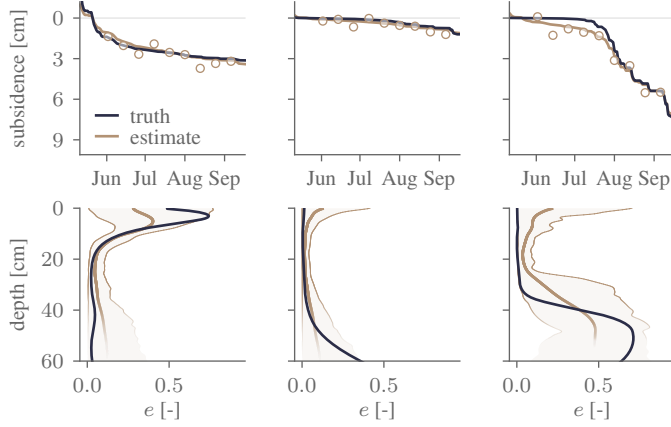 subsidence [cm]
0
3
6
9
truth
estimate
Jun Jul Aug Sep
Jun Jul Aug Sep
Jun Jul Aug Sep
depth [cm]
0
20
40
60
0.0 0.5
0.0 0.5
0.0 0.5
e [-]
e [-]
e [-]